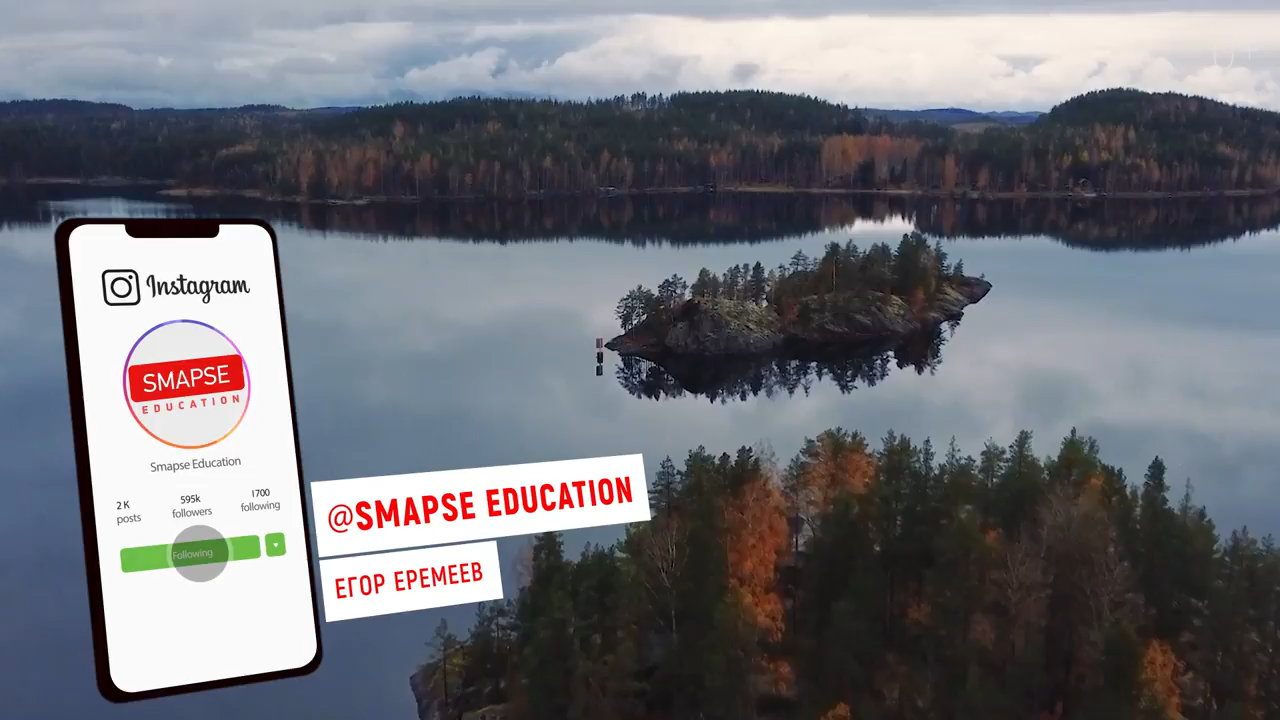 Instagram
SMAPSE
EDUCATION
Smapse Education
2 K 595k 1700
posts followers following
Following
@SMAPSE EDUCATION
ЕГОР ЕРЕМЕЕВ